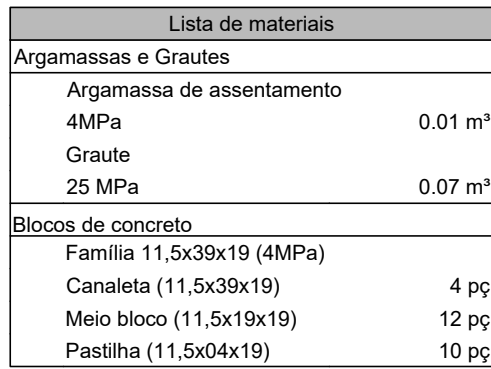 Lista de materiais
Argamassas e Grautes
Argamassa de assentamento
4MPa 0.01 m³
Graute
25 MPa 0.07 m³
Blocos de concreto
Família 11,5x39x19 (4MPa)
Canaleta (11,5x39x19) 4 pç
Meio bloco (11,5x19x19) 12 pç
Pastilha (11,5x04x19) 10 pç